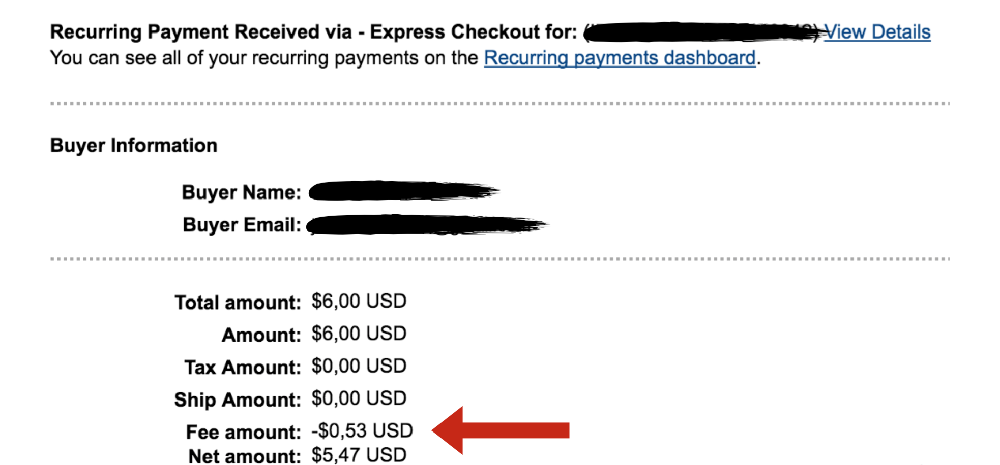 Recurring Payment Received via - Express Checkout for: View Details
You can see all of your recurring payments on the Recurring payments dashboard.
Buyer Information
Buyer Name:
Buyer Email:
Total amount: $6,00 USD
Amount: $6,00 USD
Tax Amount: $0,00 USD
Ship Amount: $0,00 USD
Fee amount: -$0,53 USD
Net amount: $5,47 USD